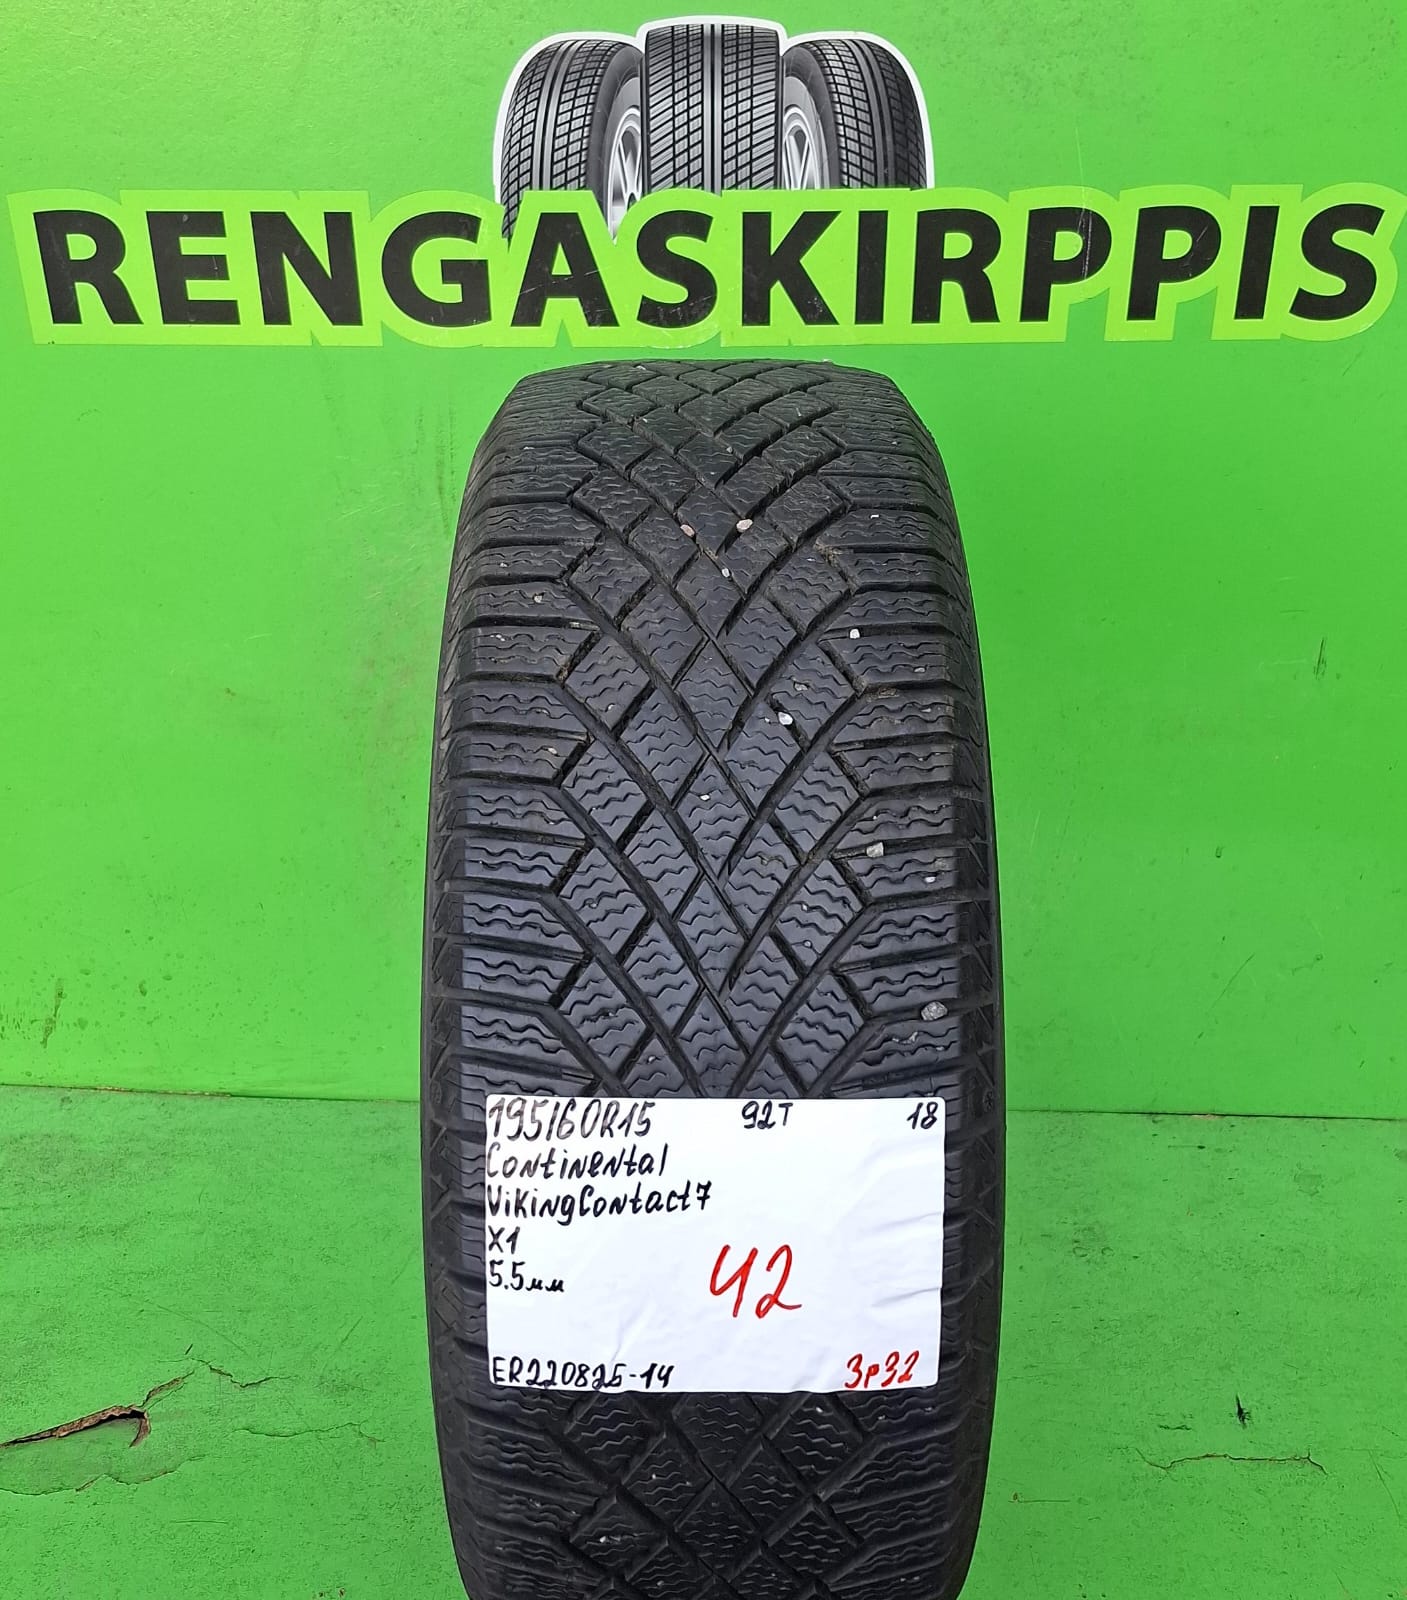 RENGASKIRPPIS
195/60R15 92T 18
Continental
VikingContact7
X1
5.5мм
42
ER220825-14 3p32